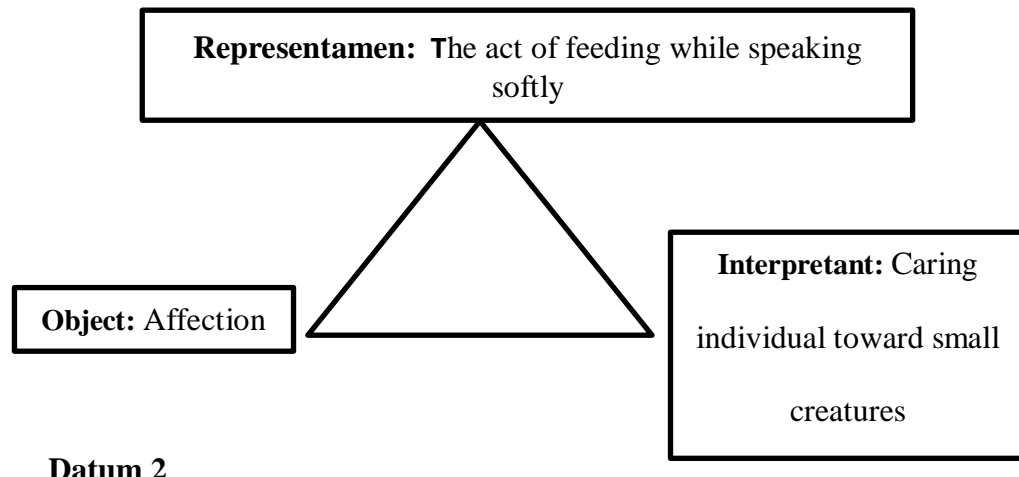 Representamen: The act of feeding while speaking
softly
Object: Affection
Interpretant: Caring
individual toward small
creatures
Datum 2